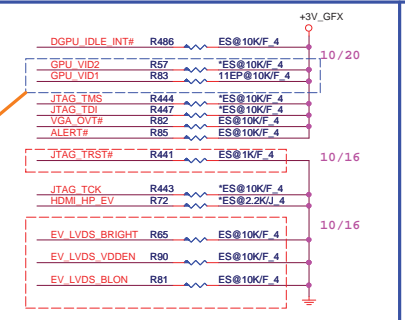 +3V_GFX
DGPU_IDLE_INT# R486 ES@10K/F_4
10/20
GPU_VID2 R57 *ES@10K/F_4
GPU_VID1 R83 11EP@10K/F_4
JTAG_TMS R444 *ES@10K/F_4
JTAG_TDI R447 *ES@10K/F_4
VGA_OVT# R82 ES@10K/F_4
ALERT# R85 ES@10K/F_4
10/16
JTAG_TRST# R441 ES@1K/F_4
JTAG_TCK R443 *ES@10K/F_4
HDMI_HP_EV R72 *ES@2.2K/J_4
10/16
EV_LVDS_BRIGHT R65 ES@10K/F_4
EV_LVDS_VDDEN R90 ES@10K/F_4
EV_LVDS_BLON R81 ES@10K/F_4